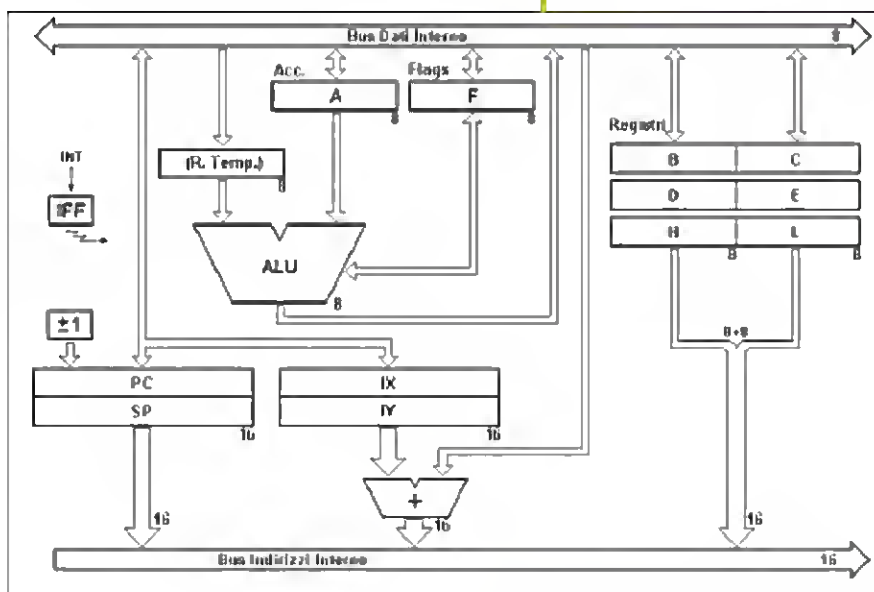 Bus Dati Interno 8
Acc. Flags
A F
8 8
Registri
INT
(R. Temp.)
8
B C
IFF
D E
H L
8 8
ALU
8
±1
8+8
PC IX
SP IY
16 16
+
16 16 16
Bus Indirizzi Interno 16